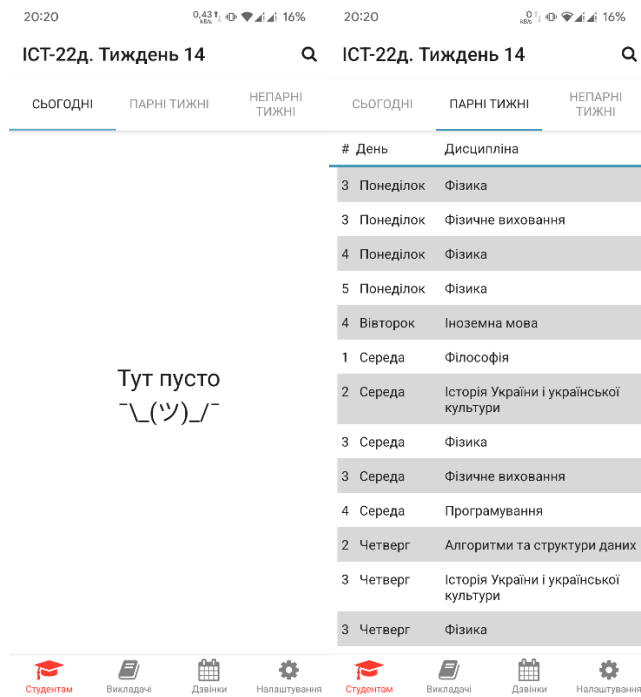 20:20
0,43 kB/s 16%
ІСТ-22д. Тиждень 14
СЬОГОДНІ ПАРНІ ТИЖНІ НЕПАРНІ ТИЖНІ
Тут пусто
¯\_(ツ)_/¯
Студентам Викладачі Дзвінки Налаштування
20:20
0 kB/s 16%
ІСТ-22д. Тиждень 14
СЬОГОДНІ ПАРНІ ТИЖНІ НЕПАРНІ ТИЖНІ
# День Дисципліна
3 Понеділок Фізика
3 Понеділок Фізичне виховання
4 Понеділок Фізика
5 Понеділок Фізика
4 Вівторок Іноземна мова
1 Середа Філософія
2 Середа Історія України і української
культури
3 Середа Фізика
3 Середа Фізичне виховання
4 Середа Програмування
2 Четверг Алгоритми та структури даних
3 Четверг Історія України і української
культури
3 Четверг Фізика
Студентам Викладачі Дзвінки Налаштування